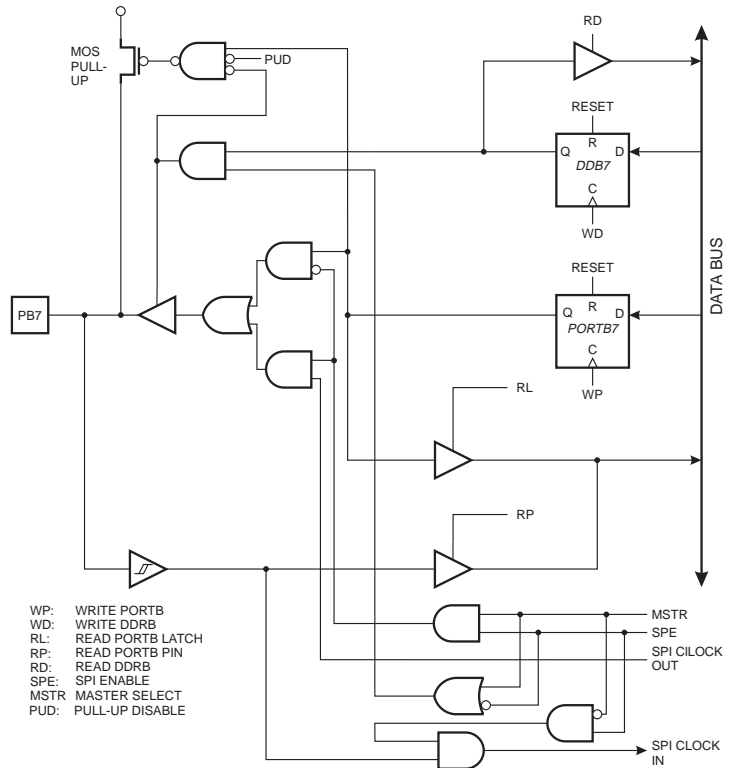 RD
MOS
PULL-
UP
PUD
RESET
R
Q
D
DDB7
C
WD
DATA BUS
RESET
R
Q
D
PB7
PORTB7
C
WP
RL
RP
WP: WRITE PORTB
WD: WRITE DDRB
RL: READ PORTB LATCH
RP: READ PORTB PIN
RD: READ DDRB
SPE: SPI ENABLE
MSTR MASTER SELECT
PUD: PULL-UP DISABLE
MSTR
SPE
SPI ClLOCK
OUT
SPI CLOCK
IN